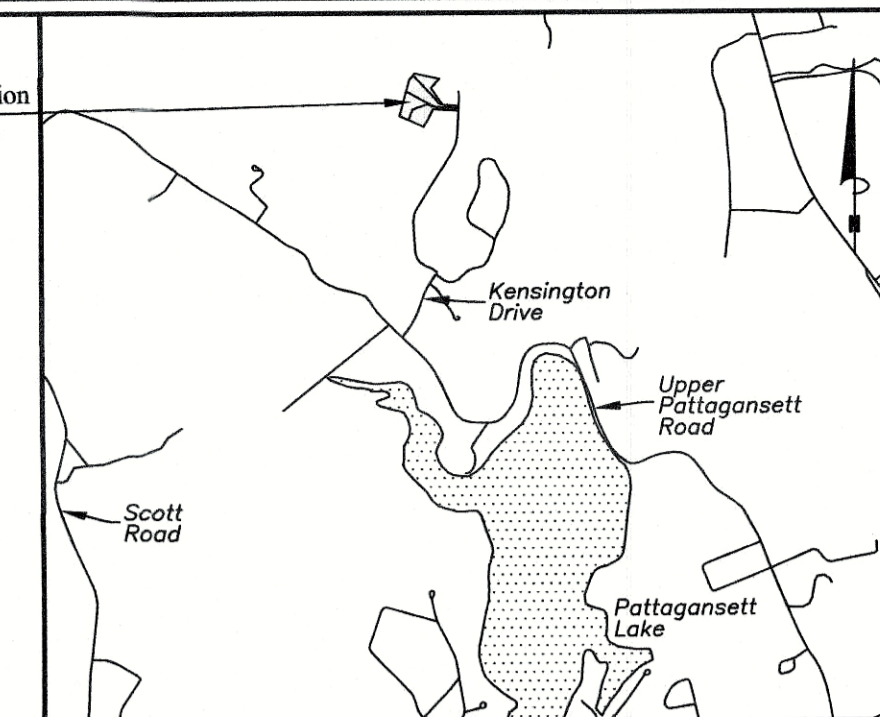 ion
Kensington
Drive
Upper
Pattagansett
Road
Scott
Road
Pattagansett
Lake